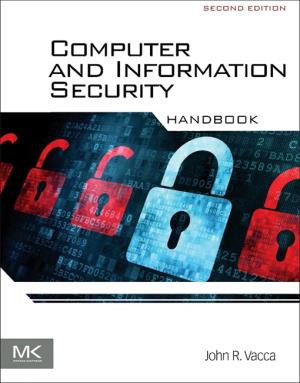 SECOND EDITION
COMPUTER
AND INFORMATION
SECURITY
HANDBOOK
MK
John R. Vacca